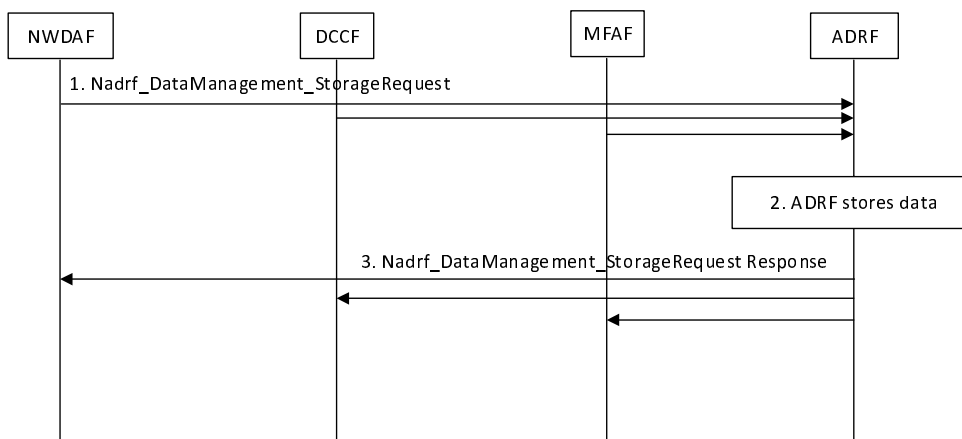 NWDAF
DCCF
MFAF
ADRF
1. Nadrf_DataManagement_StorageRequest
2. ADRF stores data
3. Nadrf_DataManagement_StorageRequest Response